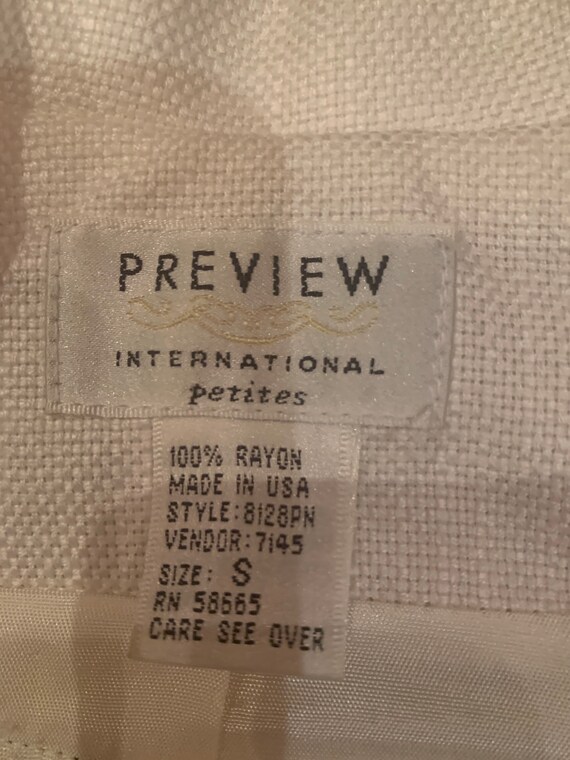 PREVIEW
INTERNATIONAL
petites
100% RAYON
MADE IN USA
STYLE:8128PN
VENDOR:7145
SIZE: S
RN 58665
CARE SEE OVER